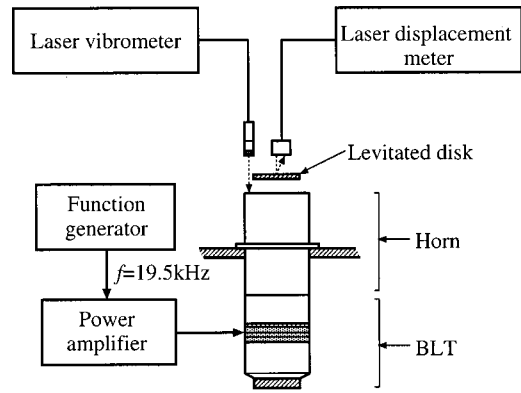 Laser vibrometer
Laser displacement
meter
Levitated disk
Function
generator
Horn
f=19.5kHz
Power
amplifier
BLT